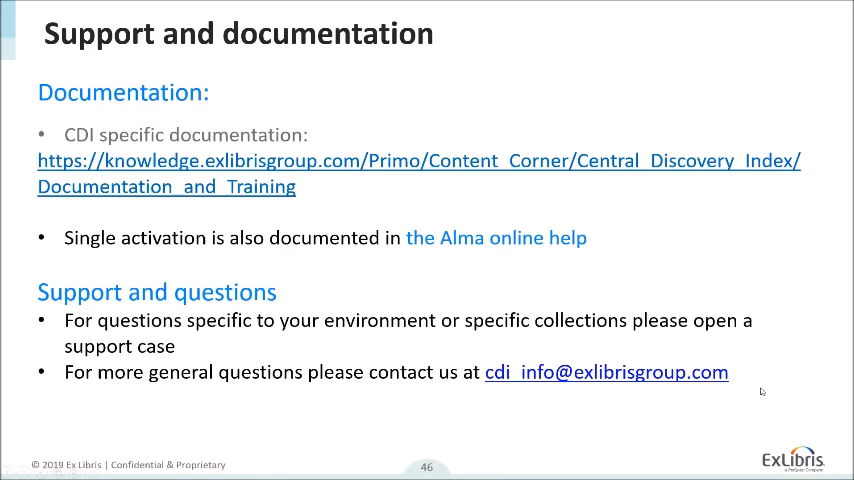 Support and documentation
Documentation:
• CDI specific documentation:
https://knowledge.exlibrisgroup.com/Primo/Content_Corner/Central_Discovery_Index/
Documentation_and_Training
• Single activation is also documented in the Alma online help
Support and questions
• For questions specific to your environment or specific collections please open a
support case
• For more general questions please contact us at cdi_info@exlibrisgroup.com
© 2019 Ex Libris | Confidential & Proprietary
46
ExLibris
a ProQuest Company